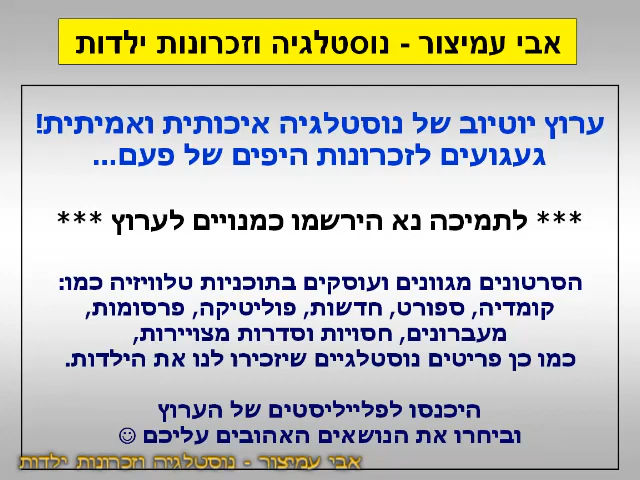 אבי עמיצור - נוסטלגיה וזכרונות ילדות
ערוץ יוטיוב של נוסטלגיה איכותית ואמיתית!
געגועים לזכרונות היפים של פעם...
*** לתמיכה נא הירשמו כמנויים לערוץ ***
הסרטונים מגוונים ועוסקים בתוכניות טלוויזיה כמו:
קומדיה, ספורט, חדשות, פוליטיקה, פרסומות,
מעברונים, חסויות וסדרות מצויירות,
כמו כן פריטים נוסטלגיים שיזכירו לנו את הילדות.
היכנסו לפלייליסטים של הערוץ
וביחרו את הנושאים האהובים עליכם ☺
אבי עמיצור - נוסטלגיה וזכרונות ילדות